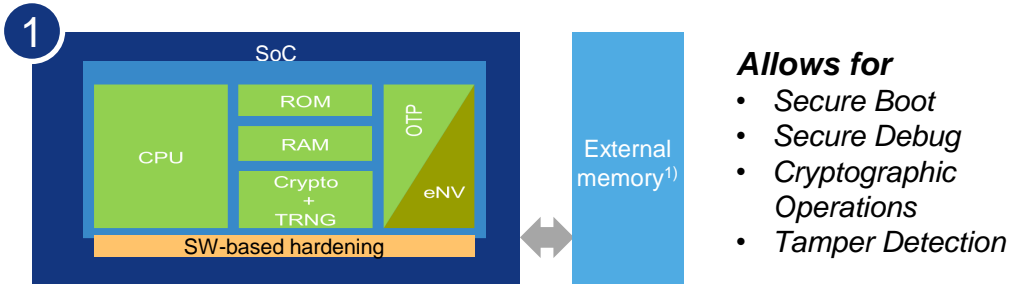 1
SoC
CPU
ROM
RAM
Crypto
+
TRNG
OTP
eNV
SW-based hardening
External
memory1)
Allows for
• Secure Boot
• Secure Debug
• Cryptographic
Operations
• Tamper Detection